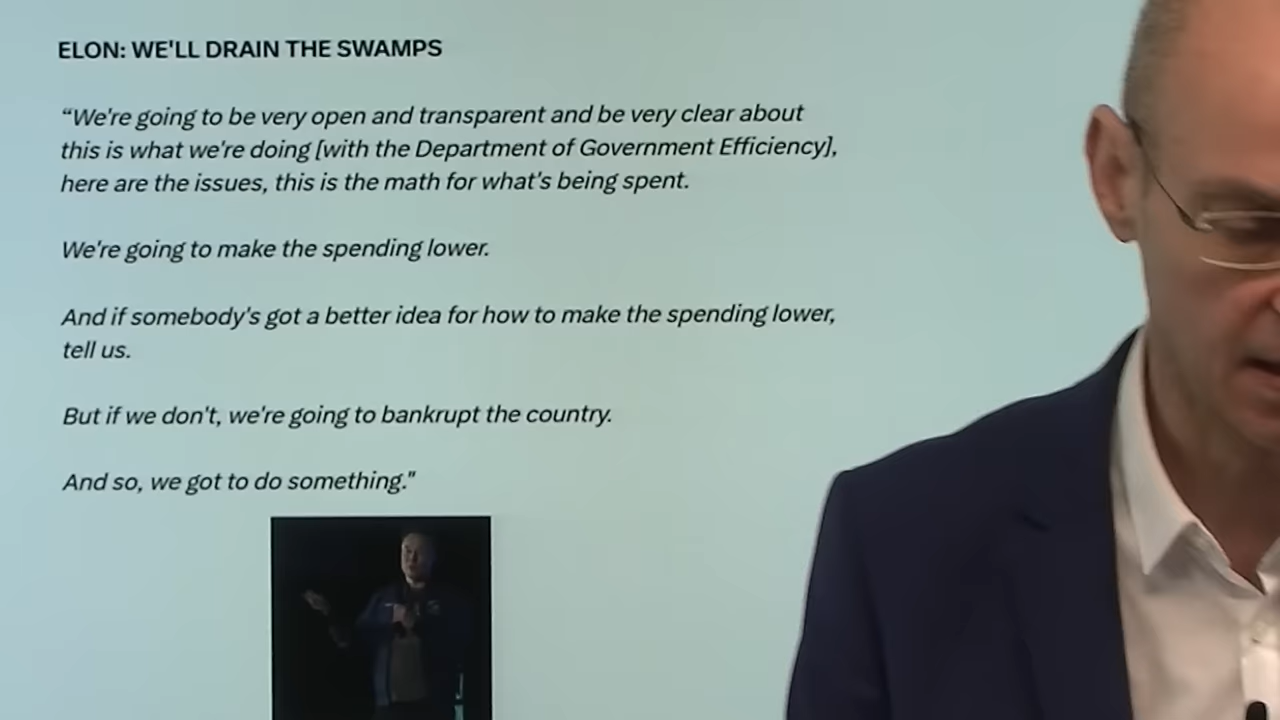 ELON: WE'LL DRAIN THE SWAMPS
“We're going to be very open and transparent and be very clear about
this is what we're doing [with the Department of Government Efficiency],
here are the issues, this is the math for what's being spent.
We're going to make the spending lower.
And if somebody's got a better idea for how to make the spending lower,
tell us.
But if we don't, we're going to bankrupt the country.
And so, we got to do something."